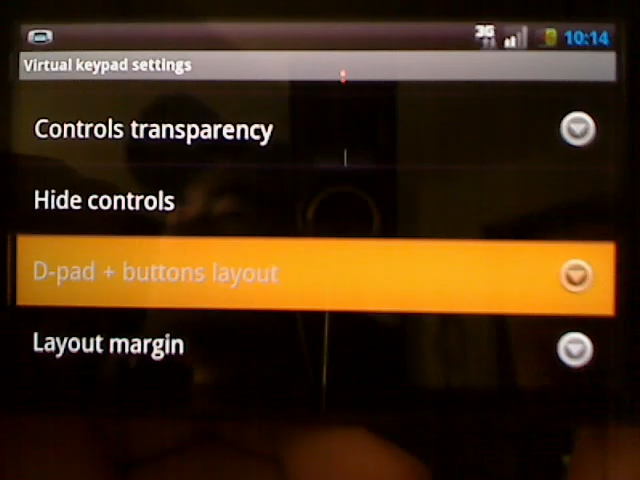 3G 10:14
Virtual keypad settings
Controls transparency
Hide controls
D-pad + buttons layout
Layout margin